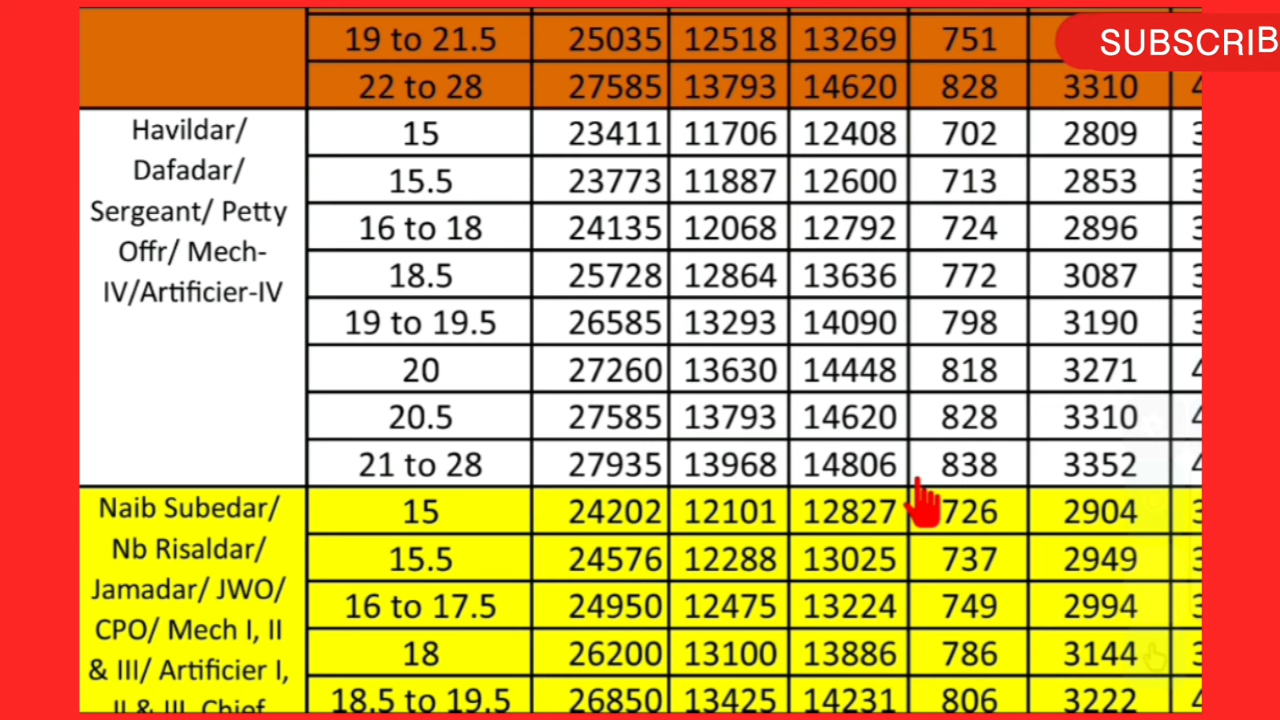 19 to 21.5 25035 12518 13269 751
SUBSCRIB
22 to 28 27585 13793 14620 828 3310
Havildar/
Dafadar/
Sergeant/ Petty
Offr/ Mech-
IV/Artificier-IV
15 23411 11706 12408 702 2809
15.5 23773 11887 12600 713 2853
16 to 18 24135 12068 12792 724 2896
18.5 25728 12864 13636 772 3087
19 to 19.5 26585 13293 14090 798 3190
20 27260 13630 14448 818 3271
20.5 27585 13793 14620 828 3310
21 to 28 27935 13968 14806 838 3352
Naib Subedar/
Nb Risaldar/
Jamadar/ JWO/
CPO/ Mech I, II
& III/ Artificier I,
II & III, Chief
15 24202 12101 12827 726 2904
15.5 24576 12288 13025 737 2949
16 to 17.5 24950 12475 13224 749 2994
18 26200 13100 13886 786 3144
18.5 to 19.5 26850 13425 14231 806 3222